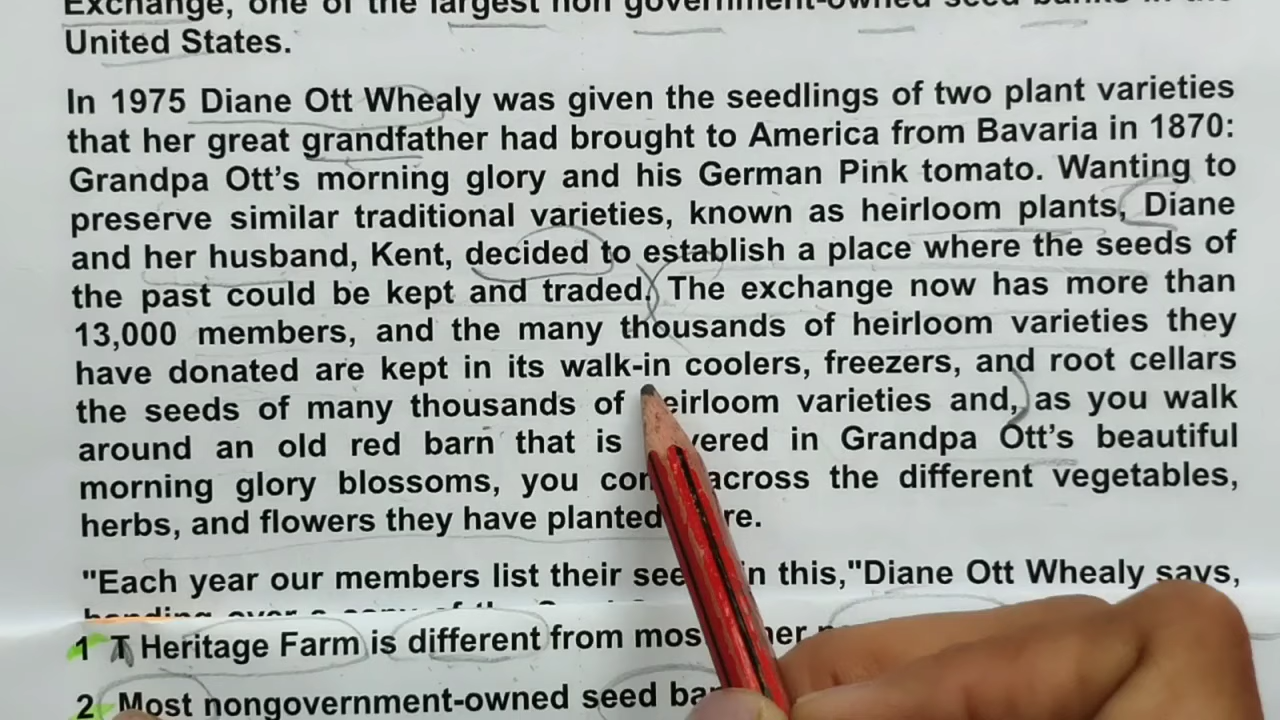 Exchange, one of the largest non government-owned seed banks in the
United States.
In 1975 Diane Ott Whealy was given the seedlings of two plant varieties
that her great grandfather had brought to America from Bavaria in 1870:
Grandpa Ott's morning glory and his German Pink tomato. Wanting to
preserve similar traditional varieties, known as heirloom plants, Diane
and her husband, Kent, decided to establish a place where the seeds of
the past could be kept and traded. The exchange now has more than
13,000 members, and the many thousands of heirloom varieties they
have donated are kept in its walk-in coolers, freezers, and root cellars
the seeds of many thousands of eirloom varieties and, as you walk
around an old red barn that is vered in Grandpa Ott's beautiful
morning glory blossoms, you com across the different vegetables,
herbs, and flowers they have planted re.
"Each year our members list their see n this,"Diane Ott Whealy says,
1 T Heritage Farm is different from mos her
2 Most nongovernment-owned seed ba